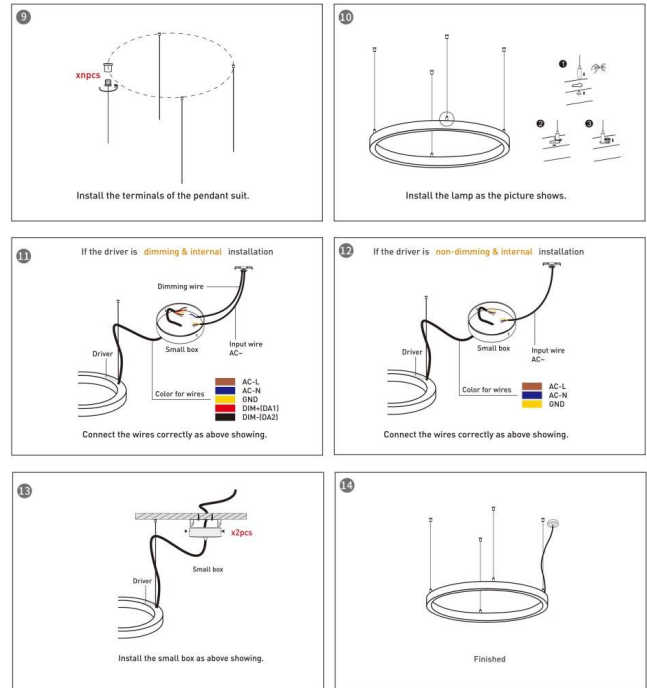 9
xnpcs
Install the terminals of the pendant suit.
10
1
2
3
Install the lamp as the picture shows.
11
If the driver is dimming & internal installation
Dimming wire
Small box
Input wire
AC~
Driver
Color for wires
AC-L
AC-N
GND
DIM+(DA1)
DIM-(DA2)
Connect the wires correctly as above showing.
12
If the driver is non-dimming & internal installation
Small box
Input wire
AC~
Driver
Color for wires
AC-L
AC-N
GND
Connect the wires correctly as above showing.
13
x2pcs
Small box
Driver
Install the small box as above showing.
14
Finished